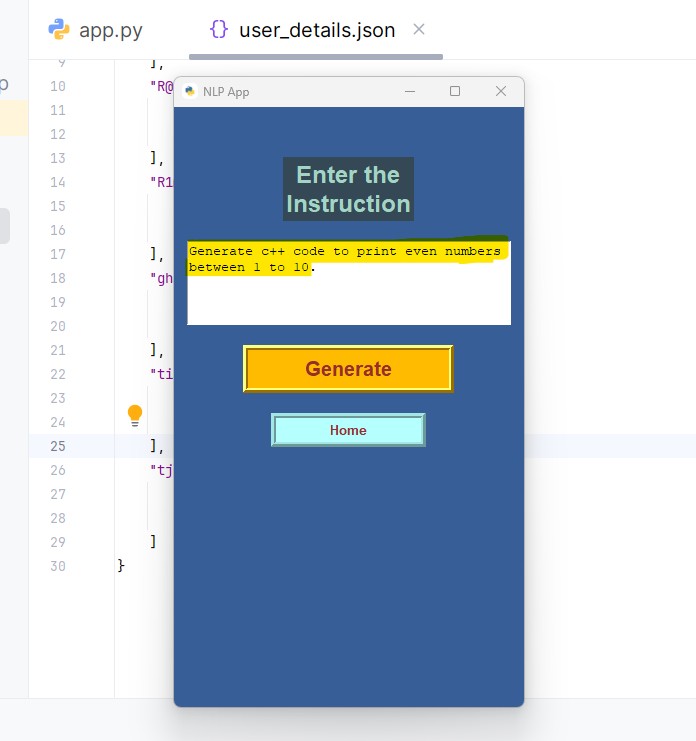 app.py
user_details.json
9 ],
10 "R@
11
12
13 ],
14 "R1
15
16
17 ],
18 "gh
19
20
21 ],
22 "ti
23
24
25 ],
26 "tj
27
28
29 ]
30 }
NLP App
Enter the
Instruction
Generate c++ code to print even numbers
between 1 to 10.
Generate
Home